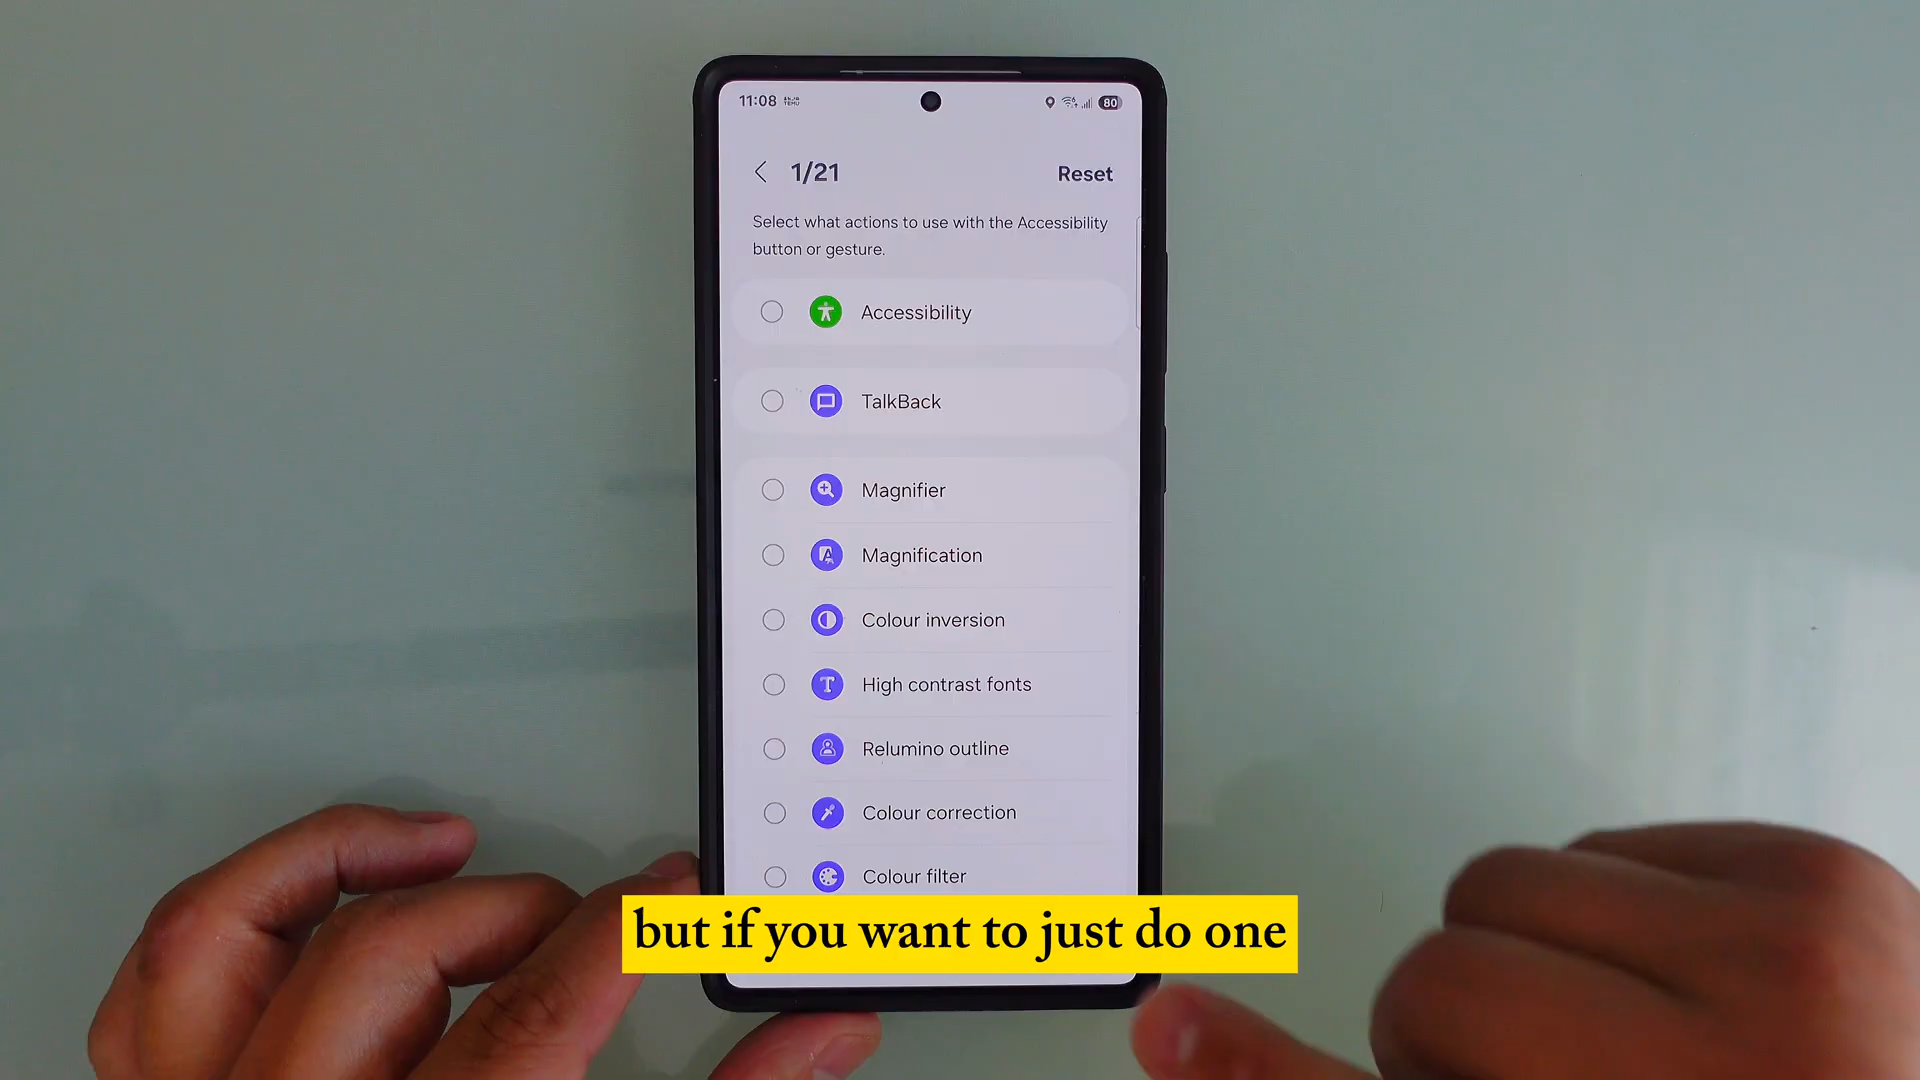 11:08
80
1/21
Reset
Select what actions to use with the Accessibility
button or gesture.
Accessibility
TalkBack
Magnifier
Magnification
Colour inversion
High contrast fonts
Relumino outline
Colour correction
Colour filter
but if you want to just do one